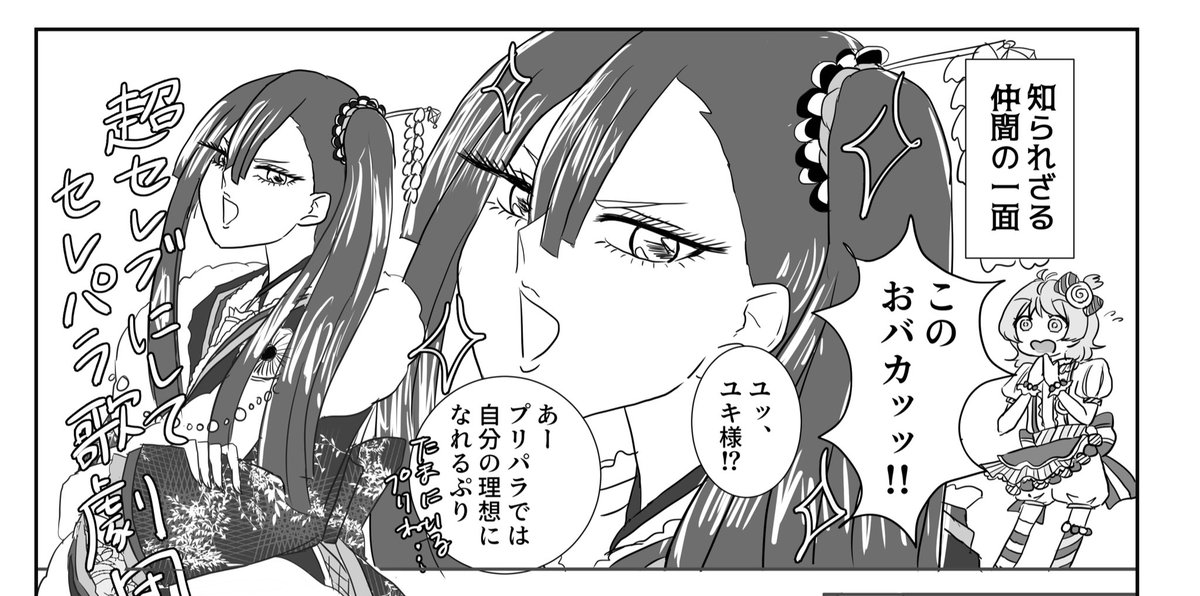 知られざる
仲間の一面
この
おバカッッ!!
ユッ、
ユキ様!?
あー
プリパラでは
自分の理想に
なれるぷり
たまに
プリれる…
超セレブにして
セレパラ歌劇団